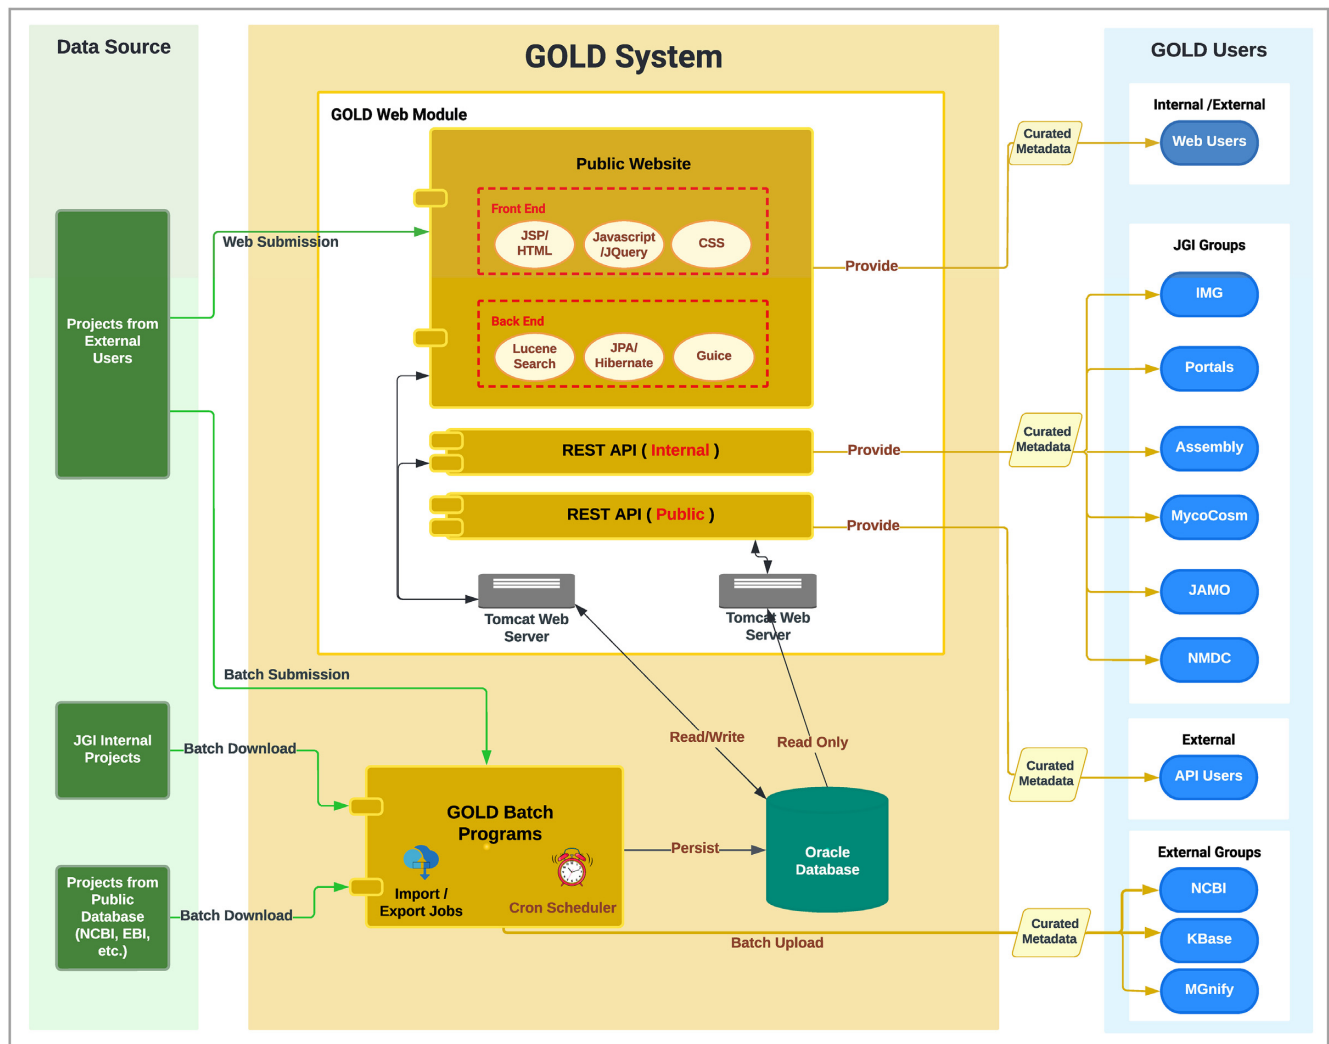 Data Source
GOLD System
GOLD Users
GOLD Web Module
Public Website
Front End
JSP/
HTML
Javascript
/JQuery
CSS
Back End
Lucene
Search
JPA/
Hibernate
Guice
REST API ( Internal )
REST API ( Public )
Tomcat Web
Server
Tomcat Web
Server
Projects from
External
Users
Web Submission
Batch Submission
JGI Internal
Projects
Batch Download
Projects from
Public
Database
(NCBI, EBI,
etc.)
Batch Download
GOLD Batch
Programs
Import /
Export Jobs
Cron Scheduler
Persist
Read/Write
Read Only
Oracle
Database
Batch Upload
Provide
Provide
Provide
Curated
Metadata
Curated
Metadata
Curated
Metadata
Curated
Metadata
Internal /External
Web Users
JGI Groups
IMG
Portals
Assembly
MycoCosm
JAMO
NMDC
External
API Users
External Groups
NCBI
KBase
MGnify